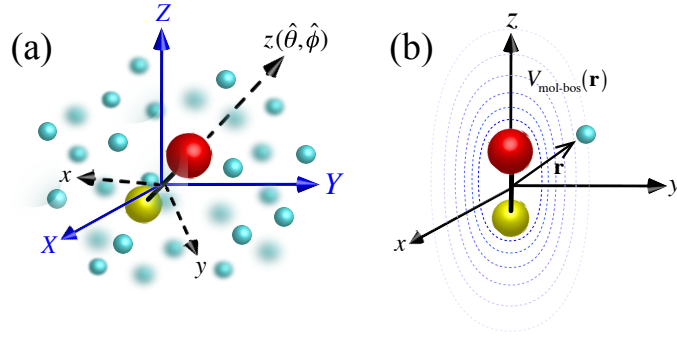 (a)
Z
z(θ̂, ϕ̂)
x
Y
X
y
(b)
z
V_mol-bos(r)
r
y
x